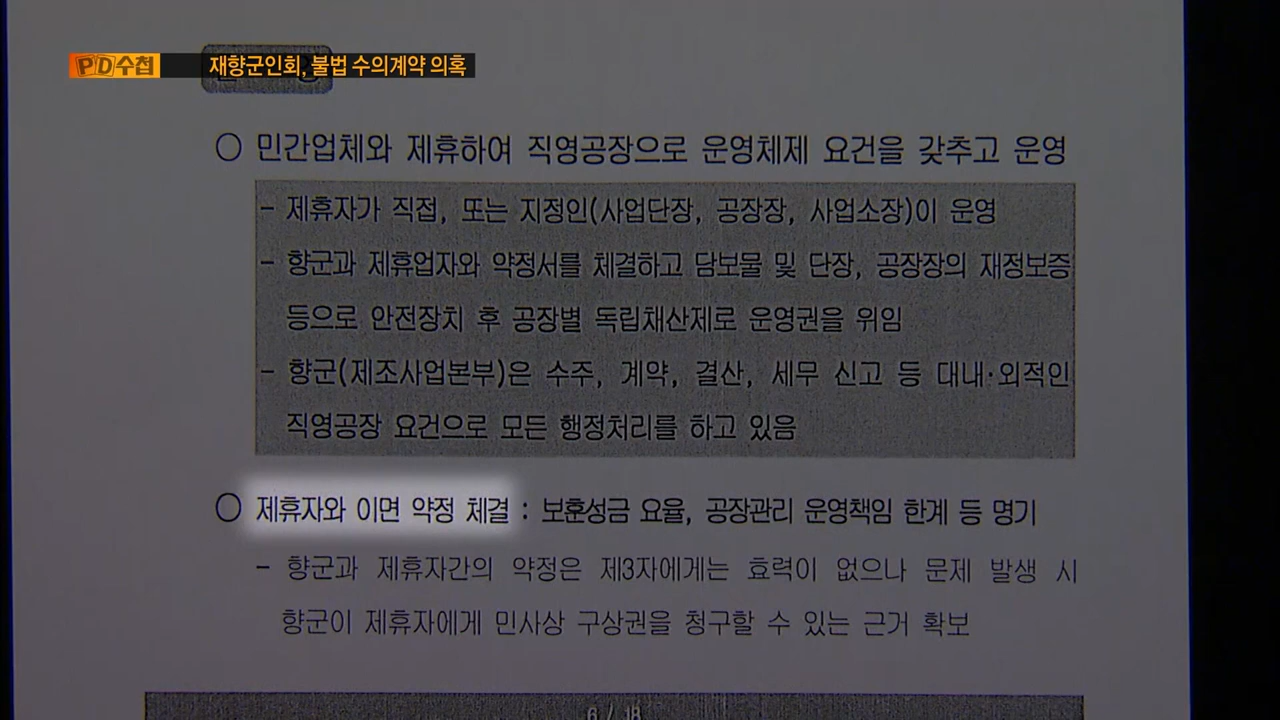 PD수첩
재향군인회, 불법 수의계약 의혹
○ 민간업체와 제휴하여 직영공장으로 운영체제 요건을 갖추고 운영
- 제휴자가 직접, 또는 지정인(사업단장, 공장장, 사업소장)이 운영
- 향군과 제휴업자와 약정서를 체결하고 담보물 및 단장, 공장장의 재정보증
등으로 안전장치 후 공장별 독립채산제로 운영권을 위임
- 향군(제조사업본부)은 수주, 계약, 결산, 세무 신고 등 대내·외적인
직영공장 요건으로 모든 행정처리를 하고 있음
○ 제휴자와 이면 약정 체결 : 보훈성금 요율, 공장관리 운영책임 한계 등 명기
- 향군과 제휴자간의 약정은 제3자에게는 효력이 없으나 문제 발생 시
향군이 제휴자에게 민사상 구상권을 청구할 수 있는 근거 확보
6 / 18